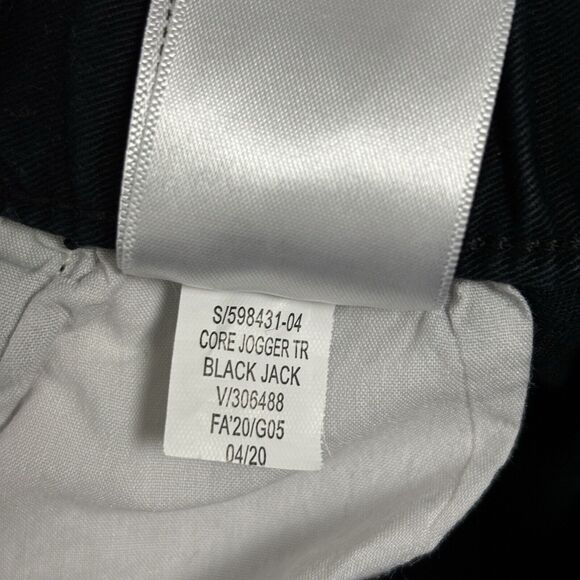 S/598431-04
CORE JOGGER TR
BLACK JACK
V/306488
FA'20/G05
04/20